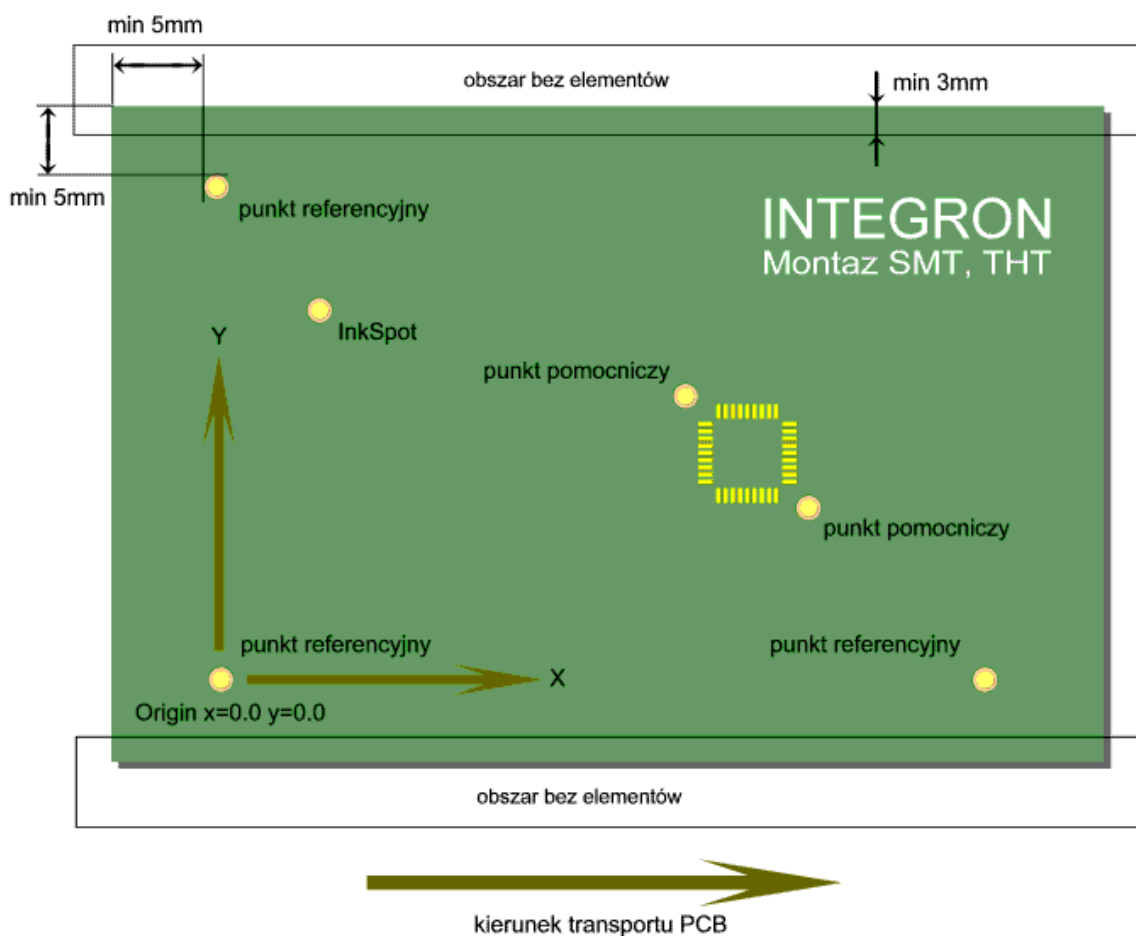 min 5mm
obszar bez elementów
min 3mm
min 5mm
punkt referencyjny
INTEGRON
Montaz SMT, THT
InkSpot
Y
punkt pomocniczy
punkt pomocniczy
punkt referencyjny
punkt referencyjny
X
Origin x=0.0 y=0.0
obszar bez elementów
kierunek transportu PCB